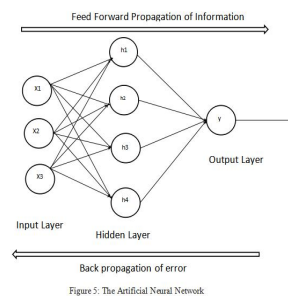 Feed Forward Propagation of Information
h1
X1
h2
X2
Y
h3
X3
Output Layer
h4
Input Layer
Hidden Layer
Back propagation of error
Figure 5: The Artificial Neural Network